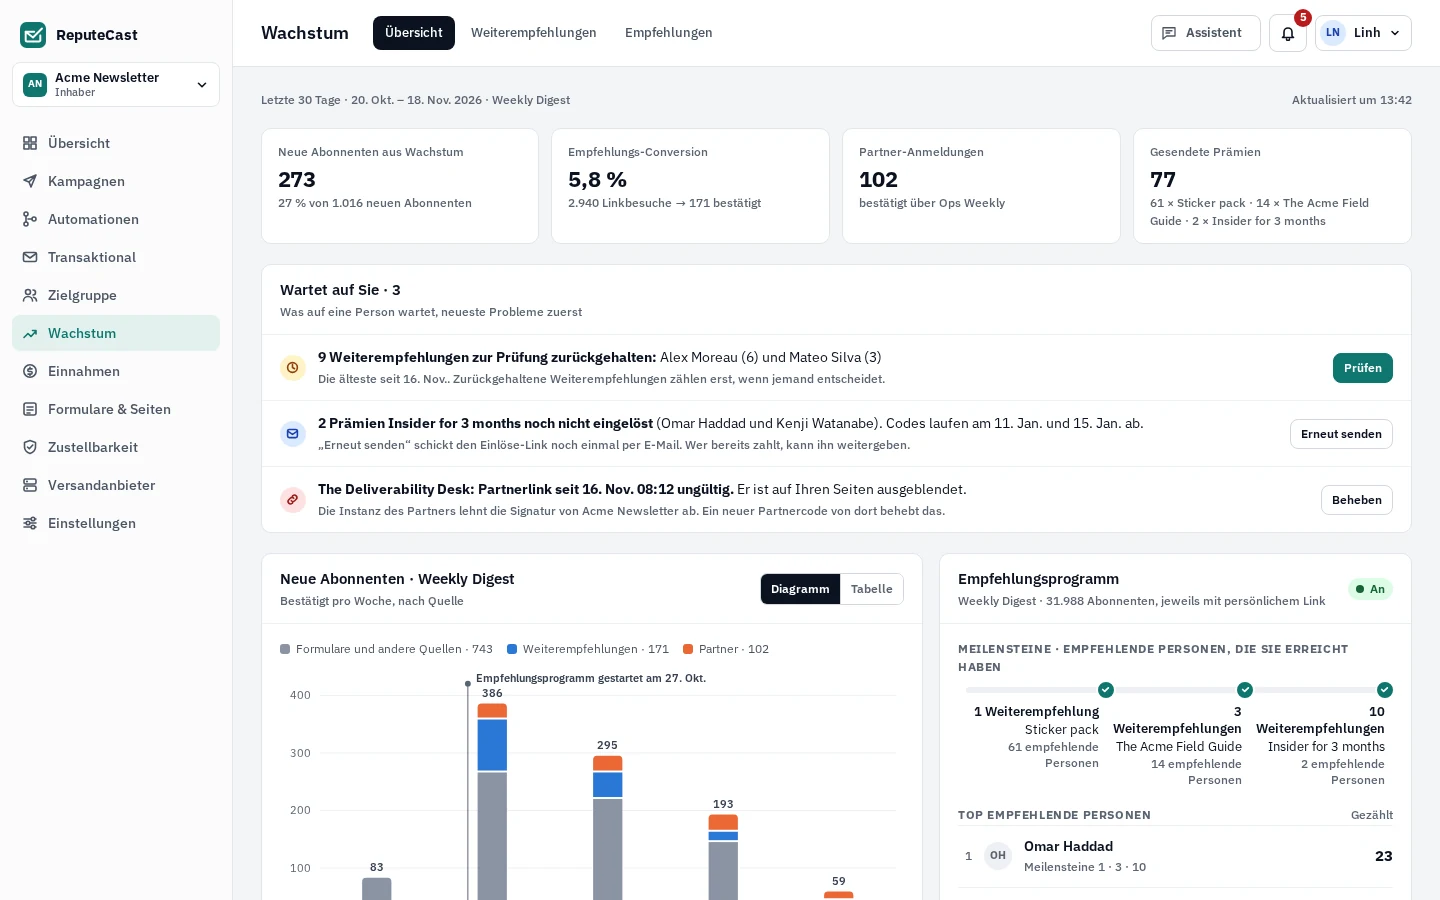 ReputeCast
AN
Acme Newsletter
Inhaber
Übersicht
Kampagnen
Automationen
Transaktional
Zielgruppe
Wachstum
Einnahmen
Formulare & Seiten
Zustellbarkeit
Versandanbieter
Einstellungen
Wachstum
Übersicht
Weiterempfehlungen
Empfehlungen
Assistent
5
LN
Linh
Letzte 30 Tage · 20. Okt. – 18. Nov. 2026 · Weekly Digest
Aktualisiert um 13:42
Neue Abonnenten aus Wachstum
273
27 % von 1.016 neuen Abonnenten
Empfehlungs-Conversion
5,8 %
2.940 Linkbesuche → 171 bestätigt
Partner-Anmeldungen
102
bestätigt über Ops Weekly
Gesendete Prämien
77
61 × Sticker pack · 14 × The Acme Field
Guide · 2 × Insider for 3 months
Wartet auf Sie · 3
Was auf eine Person wartet, neueste Probleme zuerst
9 Weiterempfehlungen zur Prüfung zurückgehalten: Alex Moreau (6) und Mateo Silva (3)
Die älteste seit 16. Nov.. Zurückgehaltene Weiterempfehlungen zählen erst, wenn jemand entscheidet.
Prüfen
2 Prämien Insider for 3 months noch nicht eingelöst (Omar Haddad und Kenji Watanabe). Codes laufen am 11. Jan. und 15. Jan. ab.
„Erneut senden“ schickt den Einlöse-Link noch einmal per E-Mail. Wer bereits zahlt, kann ihn weitergeben.
Erneut senden
The Deliverability Desk: Partnerlink seit 16. Nov. 08:12 ungültig. Er ist auf Ihren Seiten ausgeblendet.
Die Instanz des Partners lehnt die Signatur von Acme Newsletter ab. Ein neuer Partnercode von dort behebt das.
Beheben
Neue Abonnenten · Weekly Digest
Bestätigt pro Woche, nach Quelle
Diagramm
Tabelle
Formulare und andere Quellen · 743
Weiterempfehlungen · 171
Partner · 102
Empfehlungsprogramm gestartet am 27. Okt.
400
300
200
100
83
386
295
193
59
Empfehlungsprogramm
Weekly Digest · 31.988 Abonnenten, jeweils mit persönlichem Link
An
MEILENSTEINE · EMPFEHLENDE PERSONEN, DIE SIE ERREICHT
HABEN
1 Weiterempfehlung
Sticker pack
61 empfehlende
Personen
3
Weiterempfehlungen
The Acme Field Guide
14 empfehlende
Personen
10
Weiterempfehlungen
Insider for 3 months
2 empfehlende
Personen
TOP EMPFEHLENDE PERSONEN
Gezählt
1
OH
Omar Haddad
Meilensteine 1 · 3 · 10
23